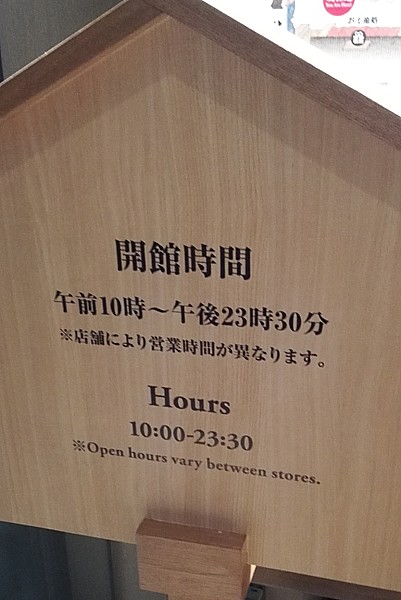 開館時間
午前10時～午後23時30分
※店舗により営業時間が異なります。
Hours
10:00-23:30
※Open hours vary between stores.